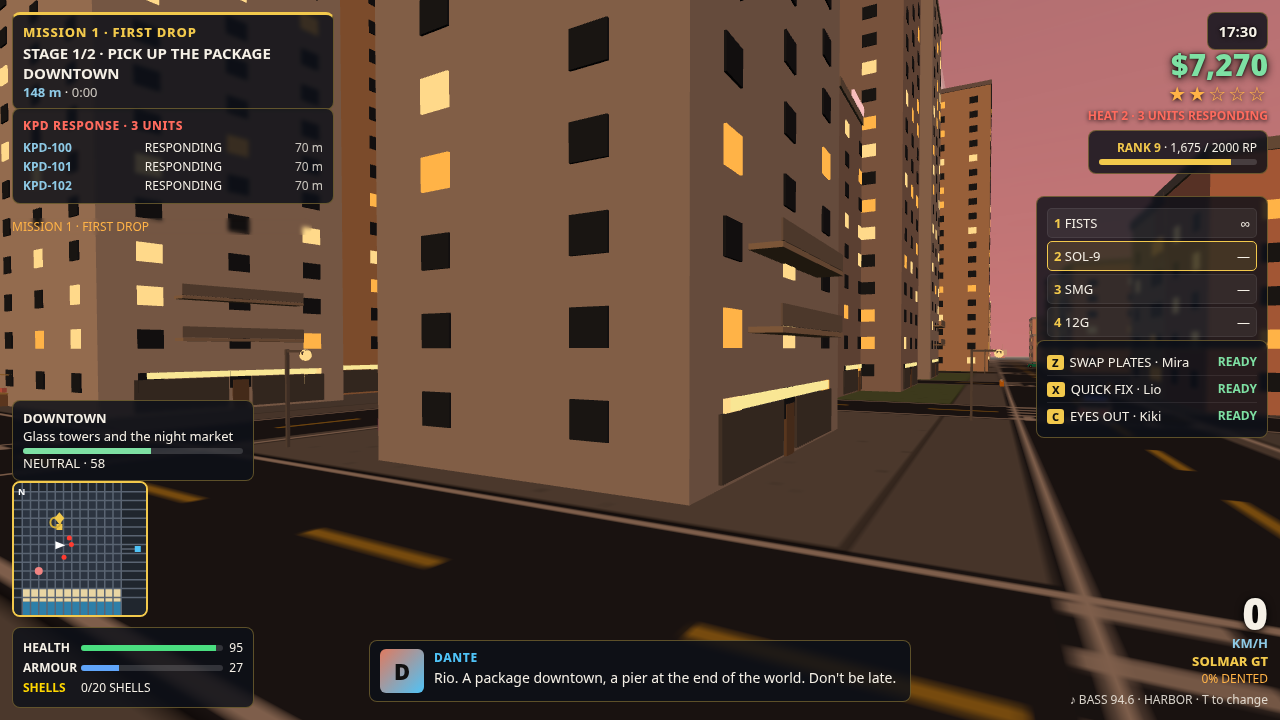 MISSION 1 · FIRST DROP
STAGE 1/2 · PICK UP THE PACKAGE
DOWNTOWN
148 m · 0:00
KPD RESPONSE · 3 UNITS
KPD-100 RESPONDING 70 m
KPD-101 RESPONDING 70 m
KPD-102 RESPONDING 70 m
MISSION 1 · FIRST DROP
17:30
$7,270
★★☆☆☆
HEAT 2 · 3 UNITS RESPONDING
RANK 9 · 1,675 / 2000 RP
1 FISTS ∞
2 SOL-9 —
3 SMG —
4 12G —
Z SWAP PLATES · Mira READY
X QUICK FIX · Lio READY
C EYES OUT · Kiki READY
DOWNTOWN
Glass towers and the night market
NEUTRAL · 58
N
HEALTH 95
ARMOUR 27
SHELLS 0/20 SHELLS
D
DANTE
Rio. A package downtown, a pier at the end of the world. Don't be late.
0
KM/H
SOLMAR GT
0% DENTED
♪ BASS 94.6 · HARBOR · T to change